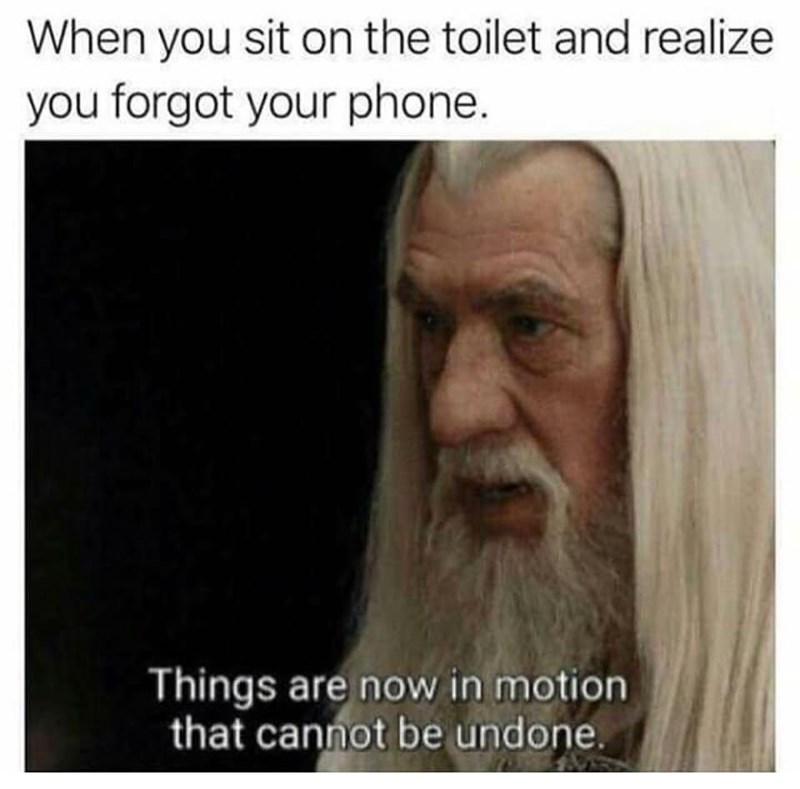 When you sit on the toilet and realize
you forgot your phone.
Things are now in motion
that cannot be undone.